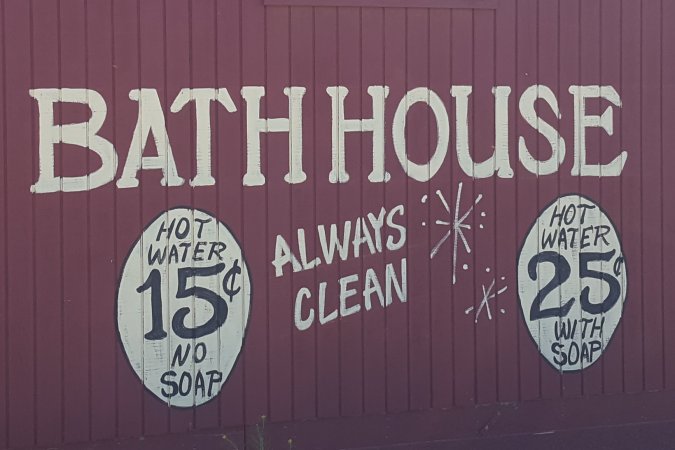 BATH HOUSE
HOT
WATER
15¢
NO
SOAP
ALWAYS
CLEAN
HOT
WATER
25¢
WITH
SOAP